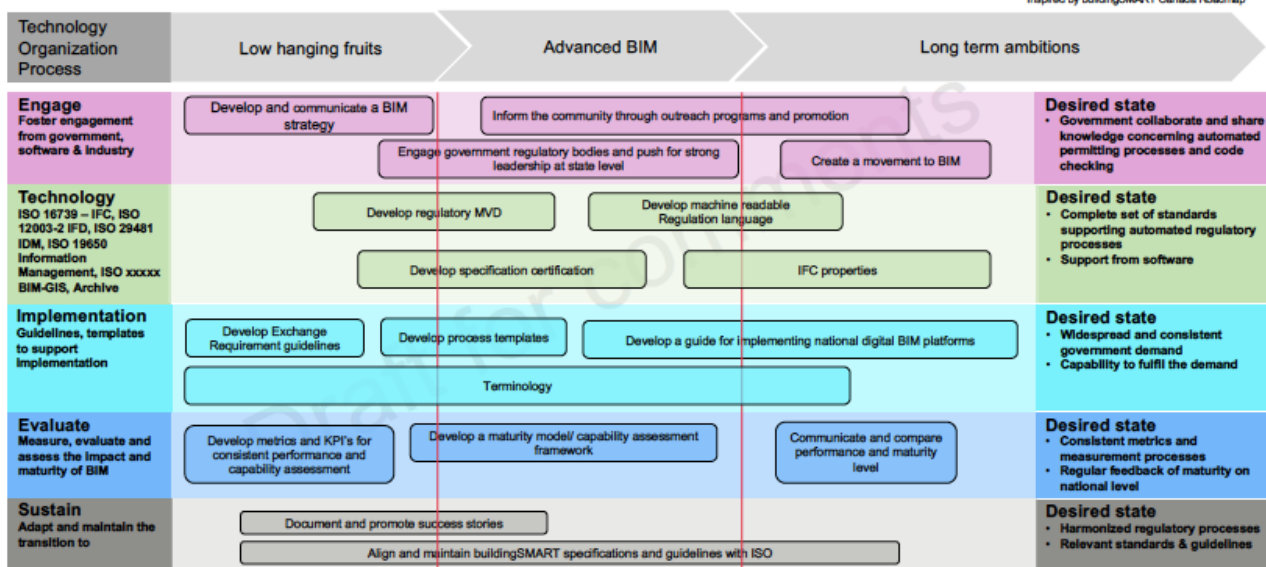 Inspired by buildingSMART Canada Roadmap
Technology
Organization
Process
Low hanging fruits
Advanced BIM
Long term ambitions
Engage
Foster engagement
from government,
software & Industry
Develop and communicate a BIM
strategy
Inform the community through outreach programs and promotion
Engage government regulatory bodies and push for strong
leadership at state level
Create a movement to BIM
Desired state
• Government collaborate and share
knowledge concerning automated
permitting processes and code
checking
Technology
ISO 16739 – IFC, ISO
12003-2 IFD, ISO 29481
IDM, ISO 19650
Information
Management, ISO xxxxx
BIM-GIS, Archive
Develop regulatory MVD
Develop machine readable
Regulation language
Develop specification certification
IFC properties
Desired state
• Complete set of standards
supporting automated regulatory
processes
• Support from software
Implementation
Guidelines, templates
to support
Implementation
Develop Exchange
Requirement guidelines
Develop process templates
Develop a guide for implementing national digital BIM platforms
Terminology
Desired state
• Widespread and consistent
government demand
• Capability to fulfil the demand
Evaluate
Measure, evaluate and
assess the impact and
maturity of BIM
Develop metrics and KPI's for
consistent performance and
capability assessment
Develop a maturity model/ capability assessment
framework
Communicate and compare
performance and maturity
level
Desired state
• Consistent metrics and
measurement processes
• Regular feedback of maturity on
national level
Sustain
Adapt and maintain the
transition to
Document and promote success stories
Align and maintain buildingSMART specifications and guidelines with ISO
Desired state
• Harmonized regulatory processes
• Relevant standards & guidelines
Draft for comments